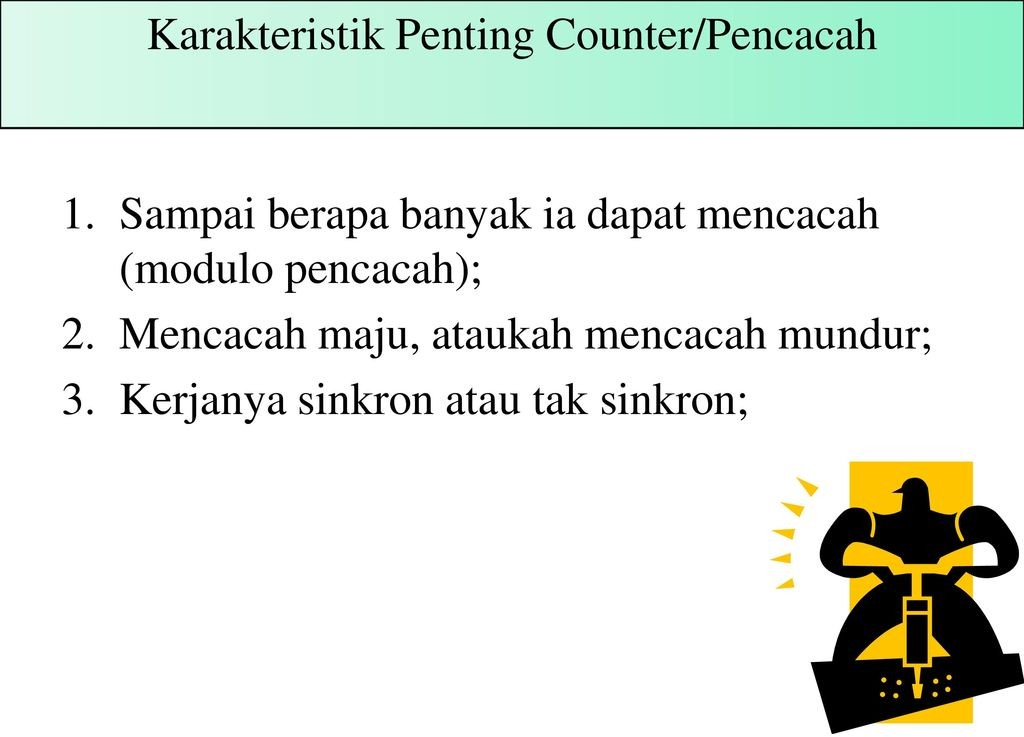 Karakteristik Penting Counter/Pencacah
1. Sampai berapa banyak ia dapat mencacah
(modulo pencacah);
2. Mencacah maju, ataukah mencacah mundur;
3. Kerjanya sinkron atau tak sinkron;